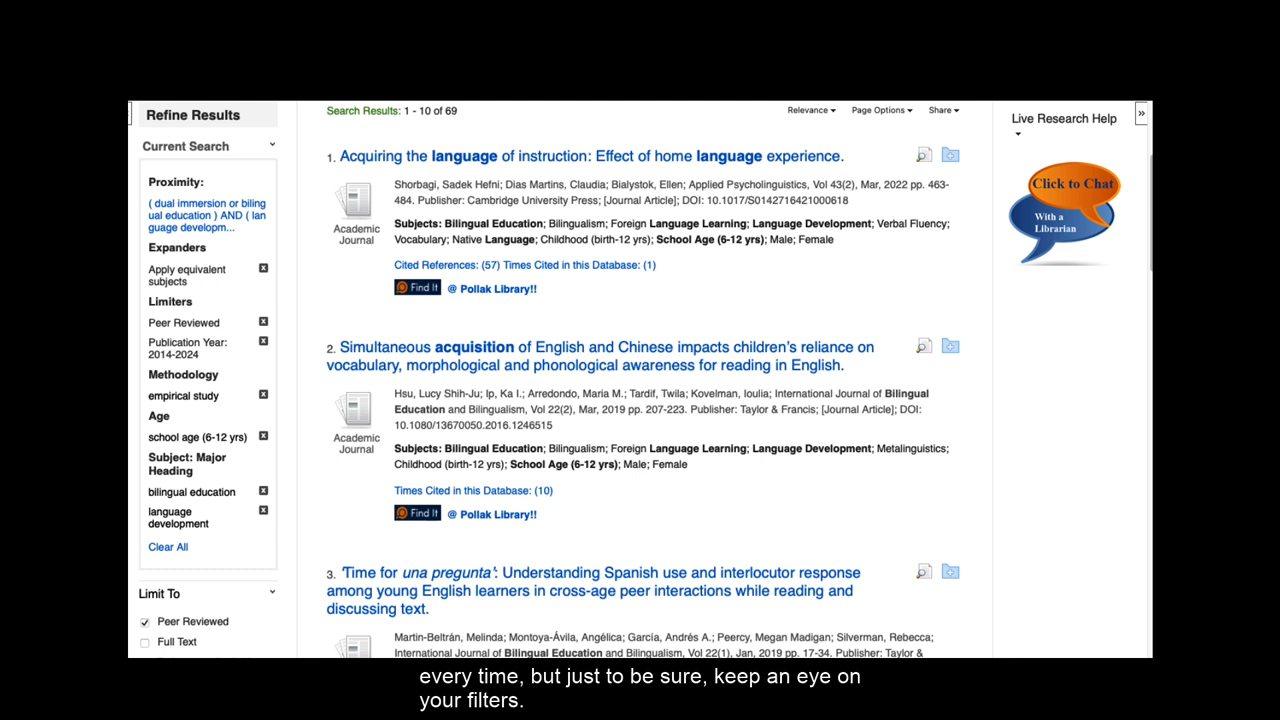 Refine Results
Current Search
Proximity:
( dual immersion or biling
ual education ) AND ( lan
guage developm...
Expanders
Apply equivalent
subjects
Limiters
Peer Reviewed
Publication Year:
2014-2024
Methodology
empirical study
Age
school age (6-12 yrs)
Subject: Major
Heading
bilingual education
language
development
Clear All
Limit To
Peer Reviewed
Full Text
Search Results: 1 - 10 of 69
Relevance
Page Options
Share
1. Acquiring the language of instruction: Effect of home language experience.
Academic
Journal
Shorbagi, Sadek Hefni; Dias Martins, Claudia; Bialystok, Ellen; Applied Psycholinguistics, Vol 43(2), Mar, 2022 pp. 463-
484. Publisher: Cambridge University Press; [Journal Article]; DOI: 10.1017/S0142716421000618
Subjects: Bilingual Education; Bilingualism; Foreign Language Learning; Language Development; Verbal Fluency;
Vocabulary; Native Language; Childhood (birth-12 yrs); School Age (6-12 yrs); Male; Female
Cited References: (57) Times Cited in this Database: (1)
Find It @ Pollak Library!!
2. Simultaneous acquisition of English and Chinese impacts children's reliance on
vocabulary, morphological and phonological awareness for reading in English.
Academic
Journal
Hsu, Lucy Shih-Ju; Ip, Ka I.; Arredondo, Maria M.; Tardif, Twila; Kovelman, Ioulia; International Journal of Bilingual
Education and Bilingualism, Vol 22(2), Mar, 2019 pp. 207-223. Publisher: Taylor & Francis; [Journal Article]; DOI:
10.1080/13670050.2016.1246515
Subjects: Bilingual Education; Bilingualism; Foreign Language Learning; Language Development; Metalinguistics;
Childhood (birth-12 yrs); School Age (6-12 yrs); Male; Female
Times Cited in this Database: (10)
Find It @ Pollak Library!!
3. 'Time for una pregunta': Understanding Spanish use and interlocutor response
among young English learners in cross-age peer interactions while reading and
discussing text.
Martin-Beltrán, Melinda; Montoya-Ávila, Angélica; García, Andrés A.; Peercy, Megan Madigan; Silverman, Rebecca;
International Journal of Bilingual Education and Bilingualism, Vol 22(1), Jan, 2019 pp. 17-34. Publisher: Taylor &
Live Research Help
»
Click to Chat
With a
Librarian
every time, but just to be sure, keep an eye on
your filters.